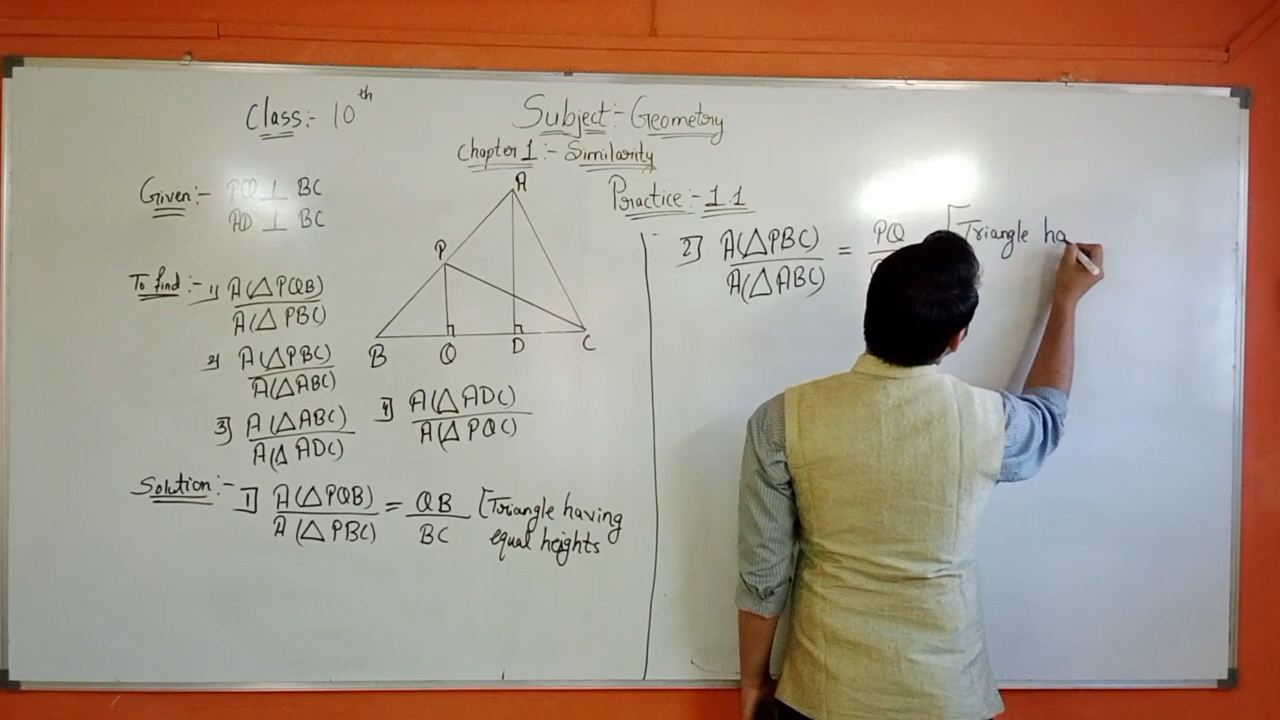 Class:- 10th
Subject:- Geometry
Chapter 1:- Similarity
Practice:- 1.1
Given:- PQ ⊥ BC
AD ⊥ BC
To find:- 1] A(△PQB)
A(△PBC)
2] A(△PBC)
A(△ABC)
3] A(△ABC)
A(△ADC)
4] A(△ADC)
A(△PQC)
A
P
B Q D C
Solution:- 1] A(△PQB) = QB [Triangle having
A(△PBC) BC equal heights
2] A(△PBC) = PQ [Triangle ha
A(△ABC)